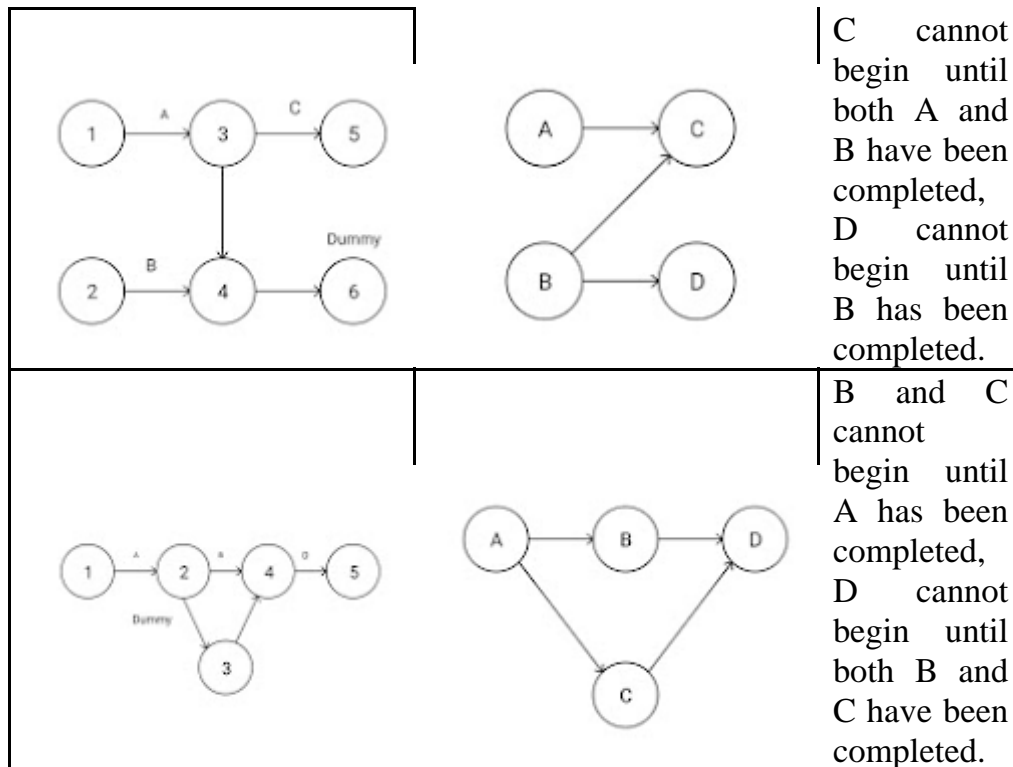 A
C
1
3
5
Dummy
B
2
4
6
A
C
B
D
C cannot
begin until
both A and
B have been
completed,
D cannot
begin until
B has been
completed.
A
B
D
1
2
4
5
Dummy
3
A
B
D
C
B and C
cannot
begin until
A has been
completed,
D cannot
begin until
both B and
C have been
completed.